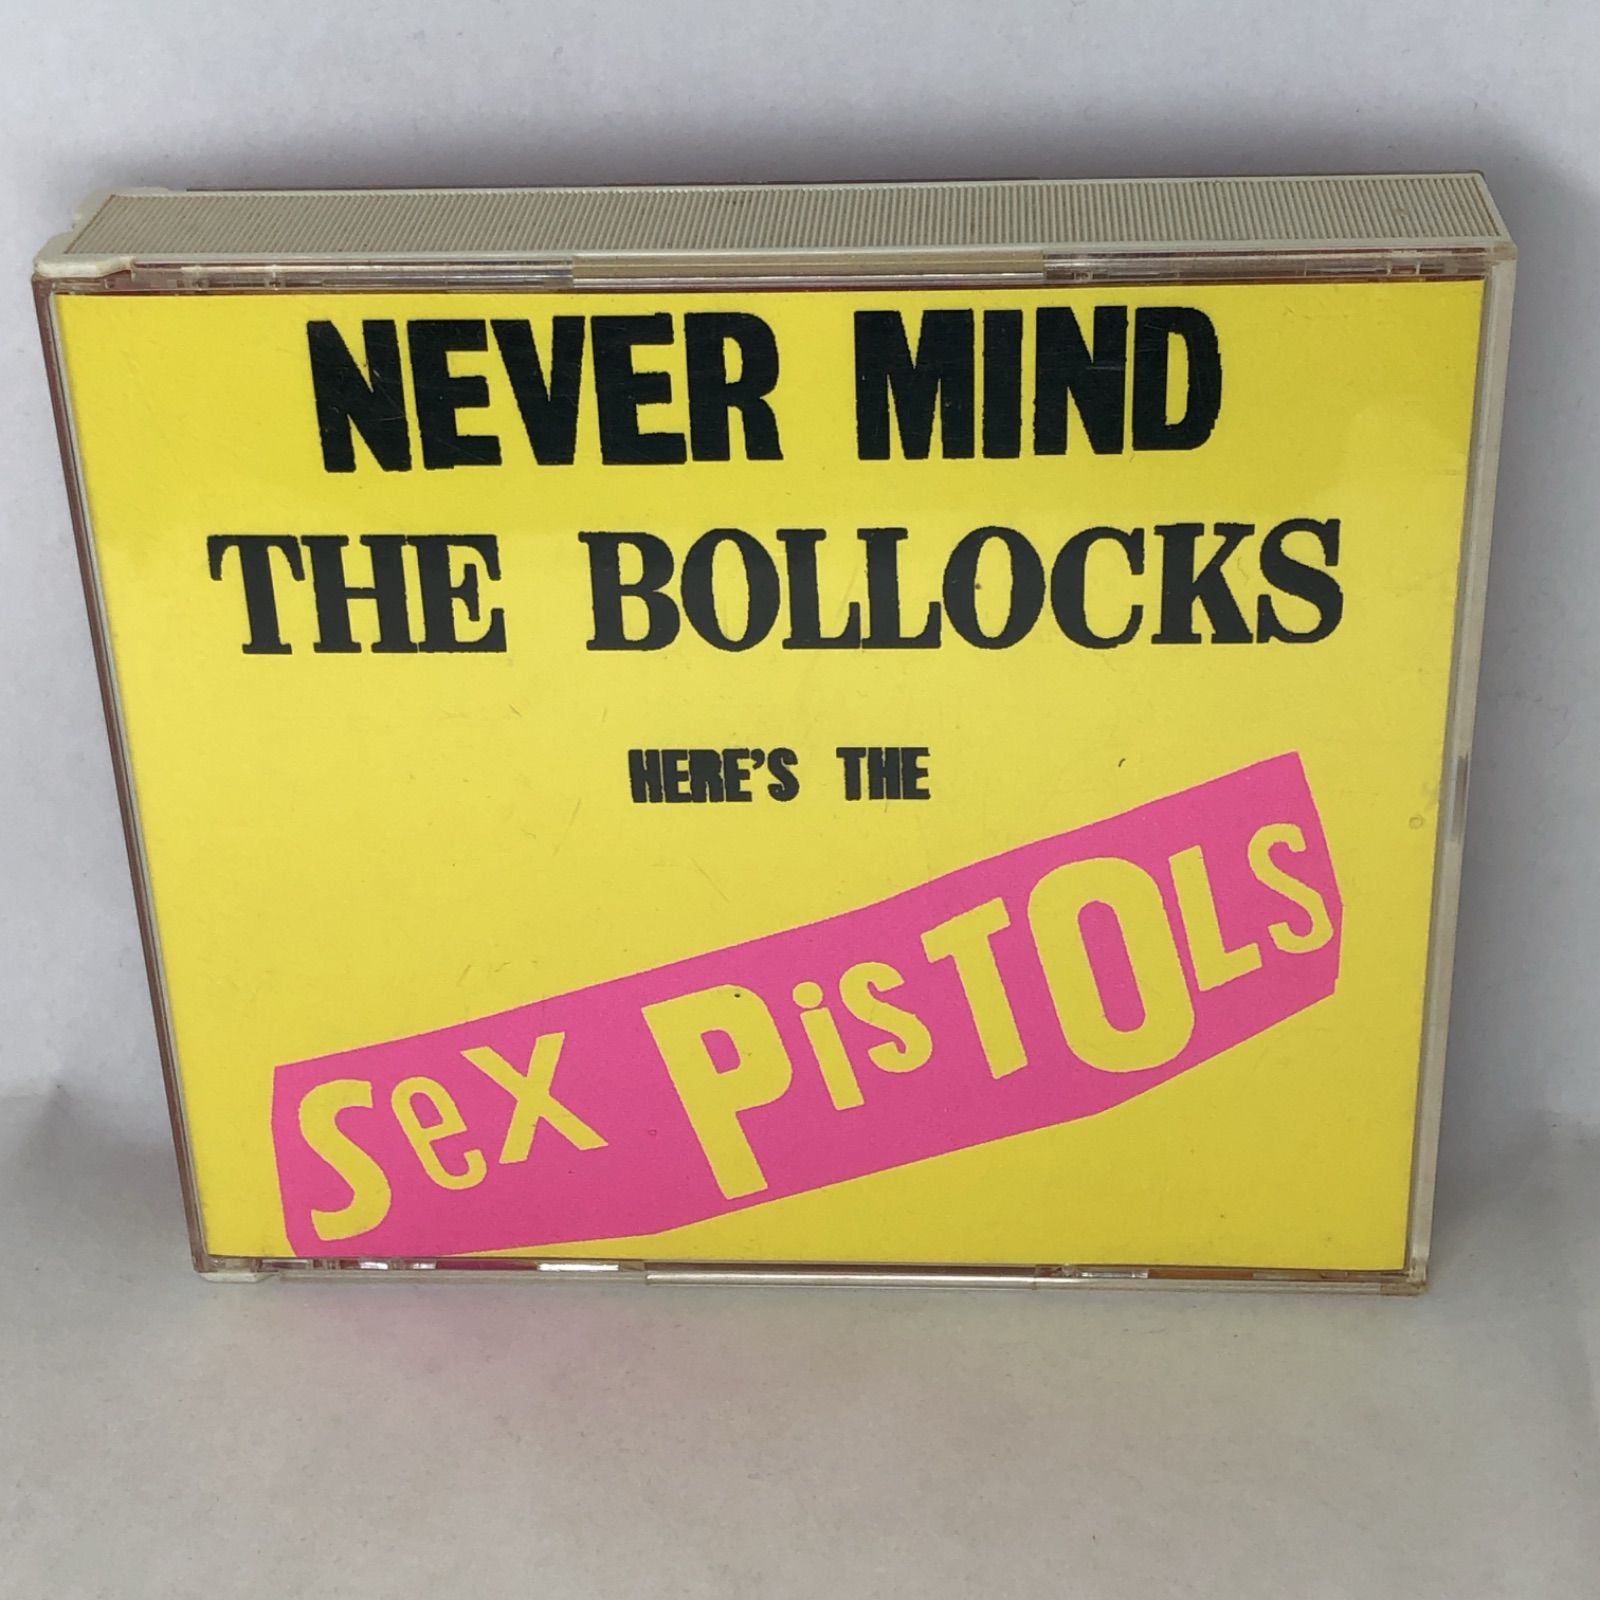 NEVER MIND
THE BOLLOCKS
HERE'S THE
Sex PisTOLS